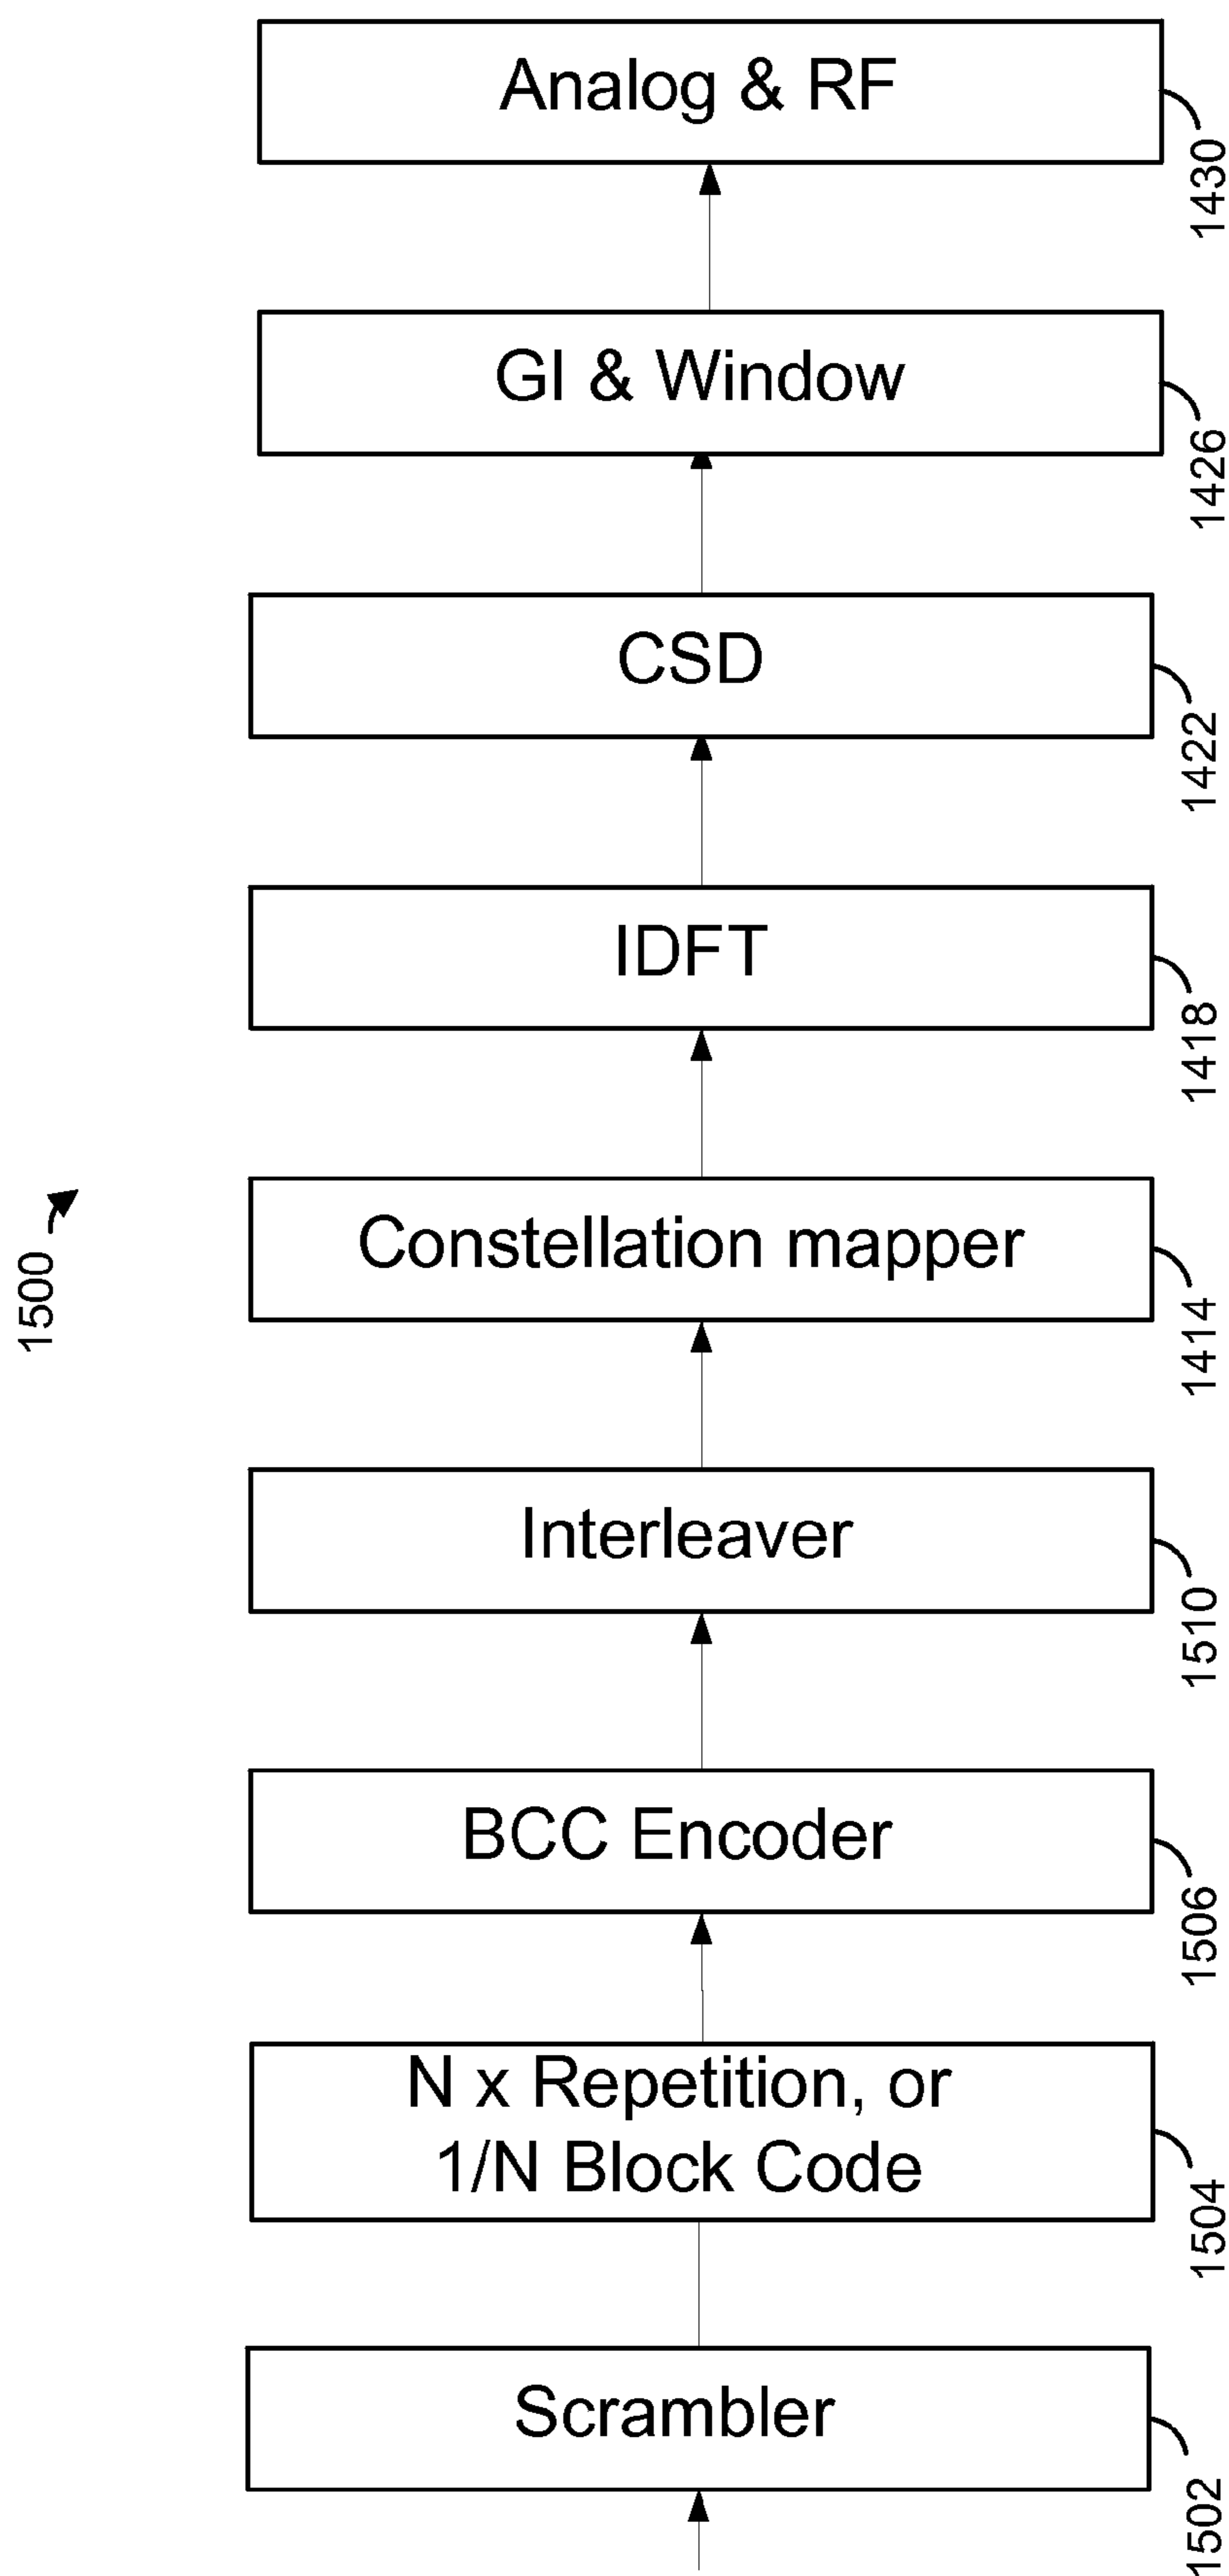 Analog & RF
1430
GI & Window
1426
CSD
1422
IDFT
1418
1500
Constellation mapper
1414
Interleaver
1510
BCC Encoder
1506
N x Repetition, or
1/N Block Code
1504
Scrambler
1502